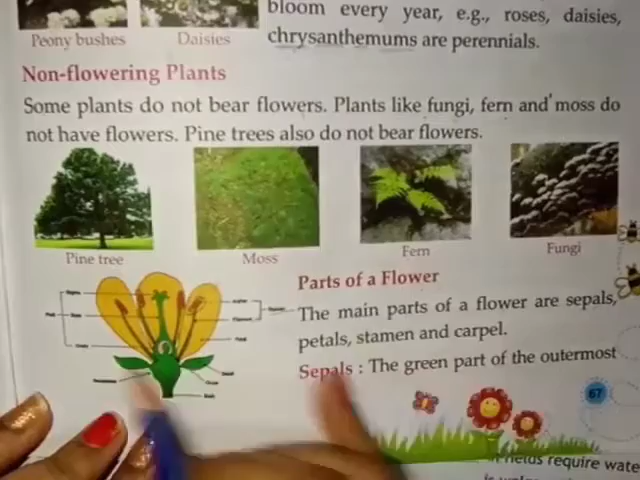 bloom every year, e.g., roses, daisies,
Peony bushes
Daisies
chrysanthemums are perennials.
Non-flowering Plants
Some plants do not bear flowers. Plants like fungi, fern and moss do
not have flowers. Pine trees also do not bear flowers.
Pine tree
Moss
Fern
Fungi
Parts of a Flower
The main parts of a flower are sepals,
petals, stamen and carpel.
Sepals : The green part of the outermost
67
require wate